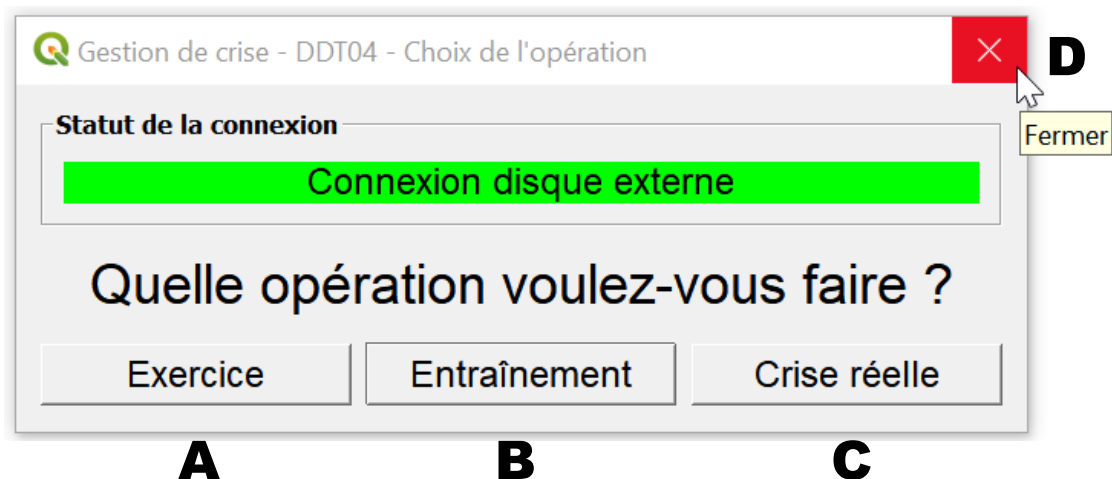 Gestion de crise - DDT04 - Choix de l'opération
D
Fermer
Statut de la connexion
Connexion disque externe
Quelle opération voulez-vous faire ?
Exercice
Entraînement
Crise réelle
A
B
C